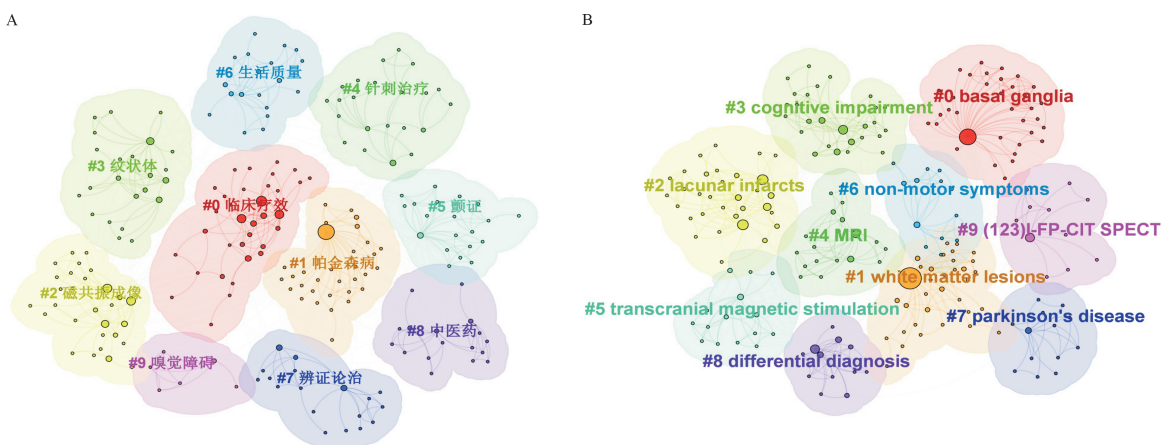 A
#6 生活质量
#4 针刺治疗
#3 纹状体
#0 临床疗效
#5 颤证
#1 帕金森病
#2 磁共振成像
#8 中医药
#9 嗅觉障碍
#7 辨证论治
B
#0 basal ganglia
#3 cognitive impairment
#2 lacunar infarcts
#6 non-motor symptoms
#9 (123)I-FP-CIT SPECT
#4 MRI
#1 white matter lesions
#5 transcranial magnetic stimulation
#7 parkinson's disease
#8 differential diagnosis